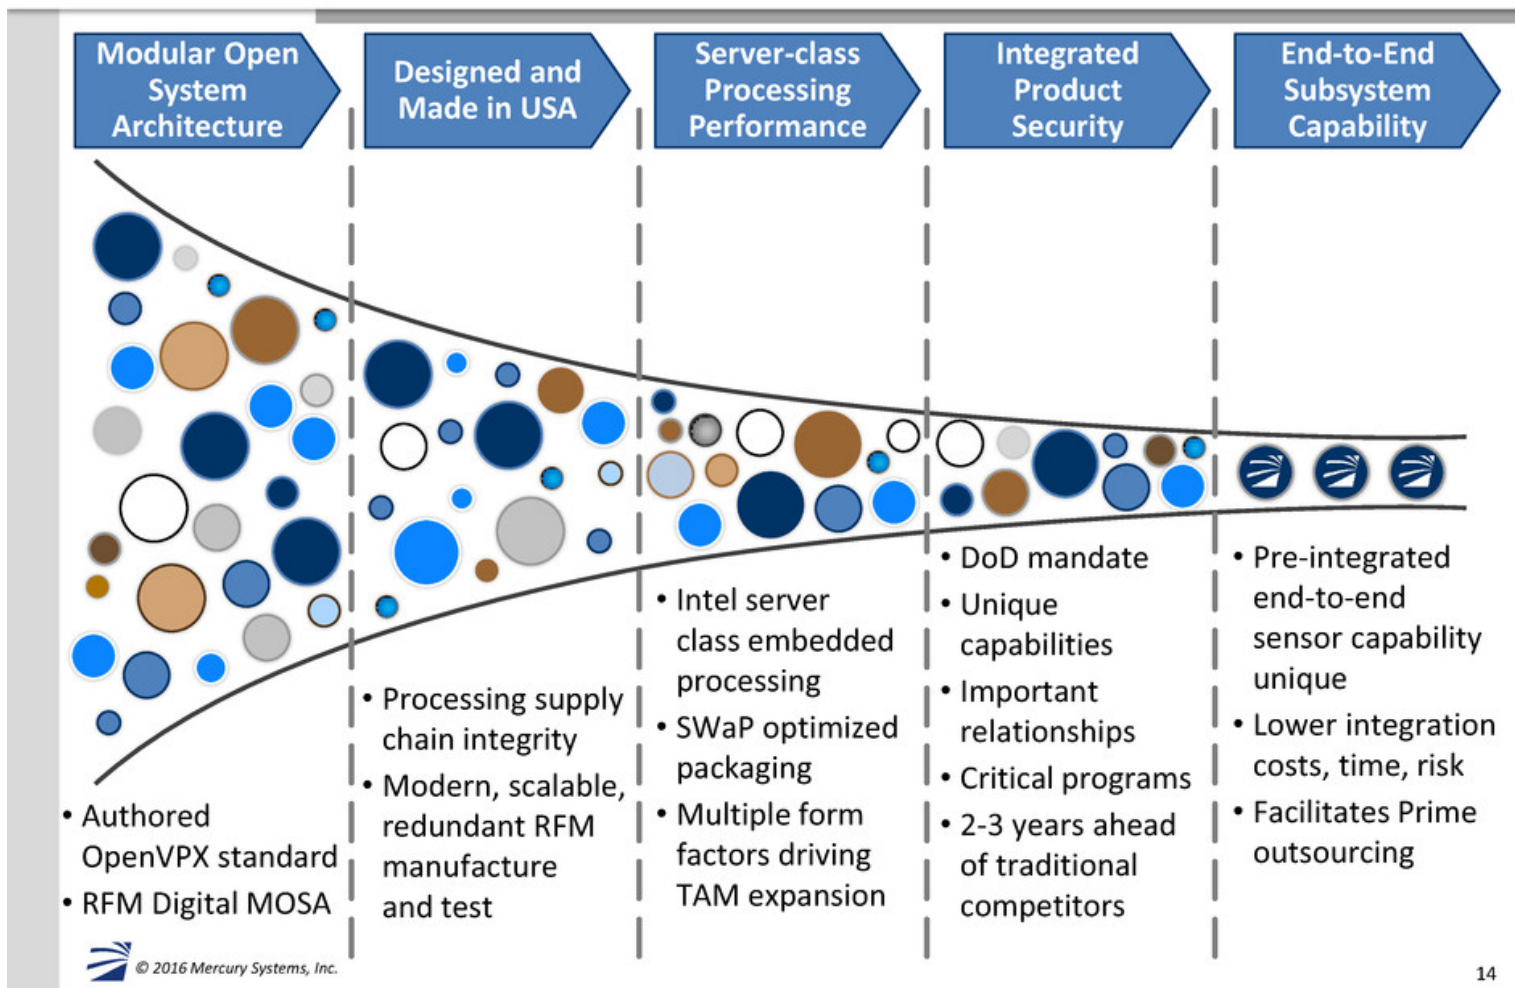 Modular Open
System
Architecture
Designed and
Made in USA
Server-class
Processing
Performance
Integrated
Product
Security
End-to-End
Subsystem
Capability
• Authored
OpenVPX standard
• RFM Digital MOSA
• Processing supply
chain integrity
• Modern, scalable,
redundant RFM
manufacture
and test
• Intel server
class embedded
processing
• SWaP optimized
packaging
• Multiple form
factors driving
TAM expansion
• DoD mandate
• Unique
capabilities
• Important
relationships
• Critical programs
• 2-3 years ahead
of traditional
competitors
• Pre-integrated
end-to-end
sensor capability
unique
• Lower integration
costs, time, risk
• Facilitates Prime
outsourcing
© 2016 Mercury Systems, Inc.
14